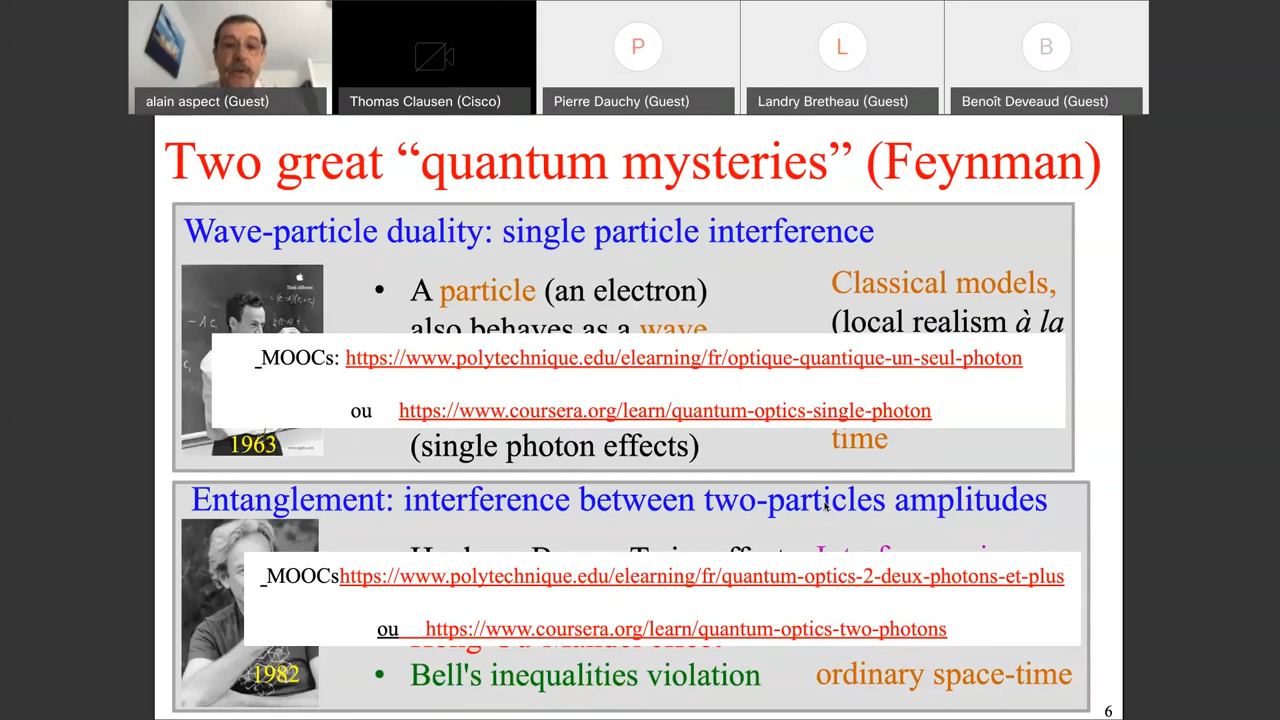 P
L
B
alain aspect (Guest)
Thomas Clausen (Cisco)
Pierre Dauchy (Guest)
Landry Bretheau (Guest)
Benoît Deveaud (Guest)
Two great “quantum mysteries” (Feynman)
Wave-particle duality: single particle interference
• A particle (an electron)
also behaves as a wave
Classical models,
(local realism à la
_MOOCs: https://www.polytechnique.edu/elearning/fr/optique-quantique-un-seul-photon
ou https://www.coursera.org/learn/quantum-optics-single-photon
(single photon effects)
time
Think different.
1963
Entanglement: interference between two-particles amplitudes
_MOOCshttps://www.polytechnique.edu/elearning/fr/quantum-optics-2-deux-photons-et-plus
ou https://www.coursera.org/learn/quantum-optics-two-photons
• Bell's inequalities violation
ordinary space-time
1982
6